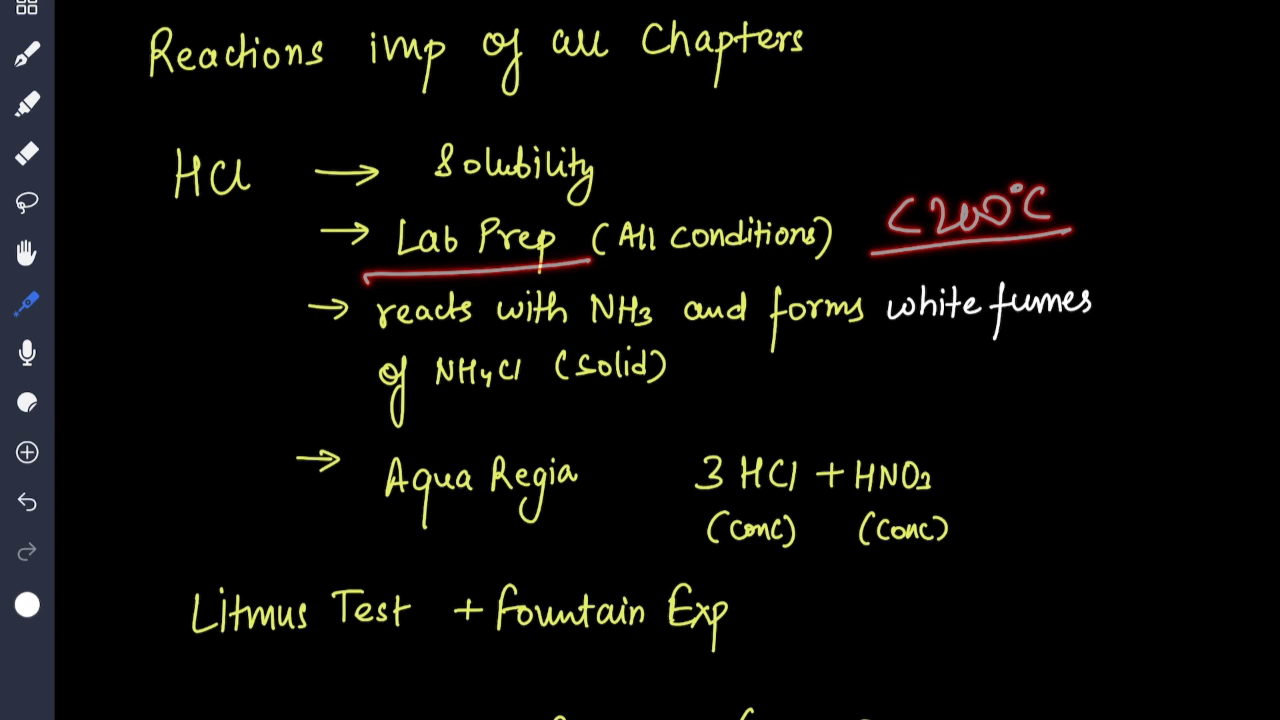 Reactions imp of all Chapters
HCl → Solubility
→ Lab Prep (All conditions) <200°C
→ reacts with NH3 and forms white fumes
of NH4Cl (solid)
→ Aqua Regia 3 HCl + HNO3
(conc) (conc)
Litmus Test + fountain Exp